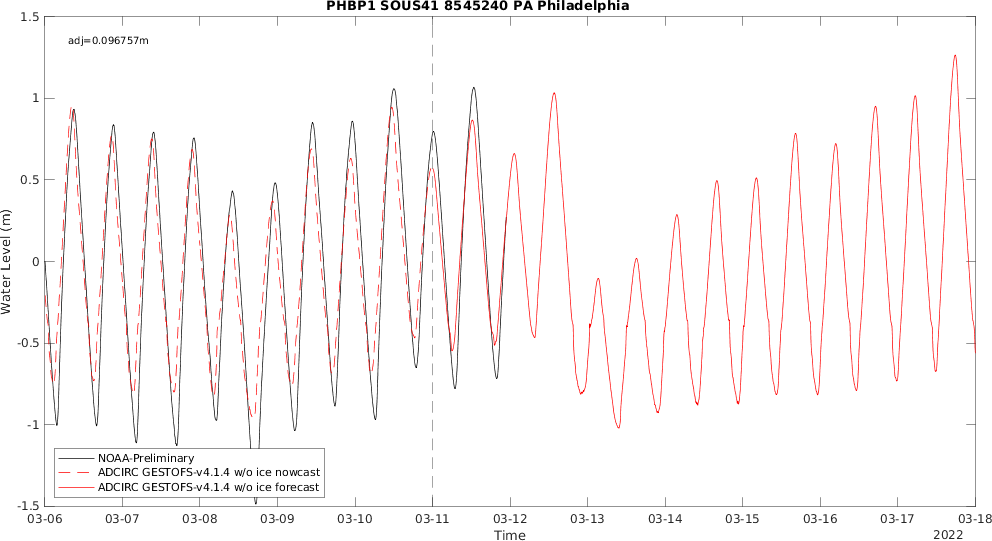 PHBP1 SOUS41 8545240 PA Philadelphia
adj=0.096757m
Water Level (m)
1.5
1
0.5
0
-0.5
-1
-1.5
NOAA-Preliminary
ADCIRC GESTOFS-v4.1.4 w/o ice nowcast
ADCIRC GESTOFS-v4.1.4 w/o ice forecast
03-06 03-07 03-08 03-09 03-10 03-11 03-12 03-13 03-14 03-15 03-16 03-17 03-18
Time
2022